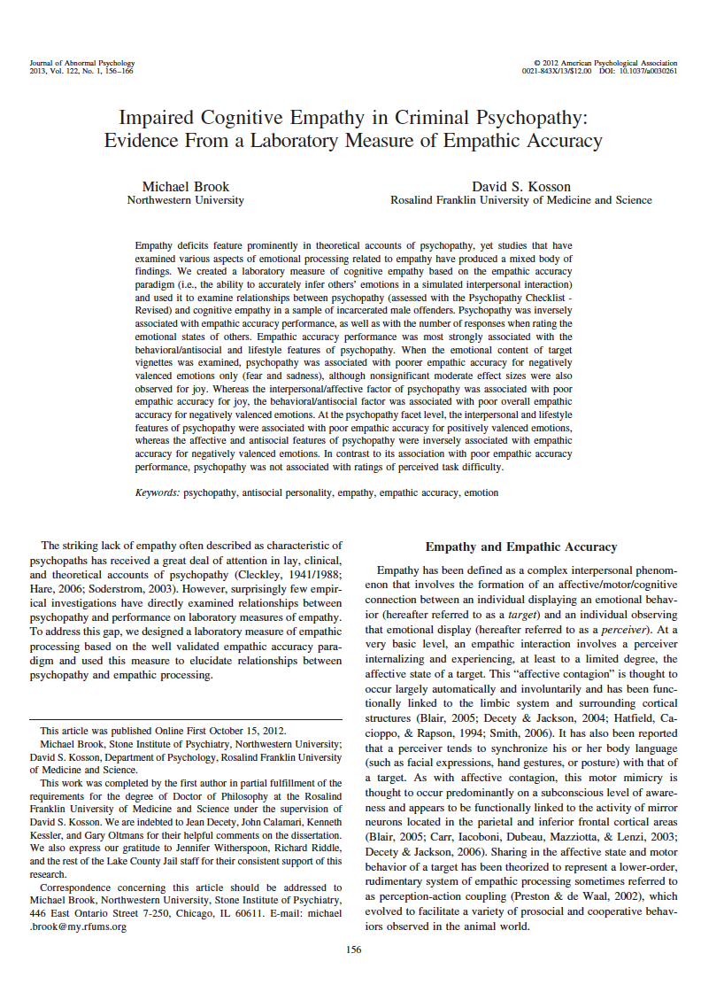 Journal of Abnormal Psychology
2013, Vol. 122, No. 1, 156–166
© 2012 American Psychological Association
0021-843X/13/$12.00 DOI: 10.1037/a0030261
Impaired Cognitive Empathy in Criminal Psychopathy:
Evidence From a Laboratory Measure of Empathic Accuracy
Michael Brook
Northwestern University
David S. Kosson
Rosalind Franklin University of Medicine and Science
Empathy deficits feature prominently in theoretical accounts of psychopathy, yet studies that have
examined various aspects of emotional processing related to empathy have produced a mixed body of
findings. We created a laboratory measure of cognitive empathy based on the empathic accuracy
paradigm (i.e., the ability to accurately infer others' emotions in a simulated interpersonal interaction)
and used it to examine relationships between psychopathy (assessed with the Psychopathy Checklist -
Revised) and cognitive empathy in a sample of incarcerated male offenders. Psychopathy was inversely
associated with empathic accuracy performance, as well as with the number of responses when rating the
emotional states of others. Empathic accuracy performance was most strongly associated with the
behavioral/antisocial and lifestyle features of psychopathy. When the emotional content of target
vignettes was examined, psychopathy was associated with poorer empathic accuracy for negatively
valenced emotions only (fear and sadness), although nonsignificant moderate effect sizes were also
observed for joy. Whereas the interpersonal/affective factor of psychopathy was associated with poor
empathic accuracy for joy, the behavioral/antisocial factor was associated with poor overall empathic
accuracy for negatively valenced emotions. At the psychopathy facet level, the interpersonal and lifestyle
features of psychopathy were associated with poor empathic accuracy for positively valenced emotions,
whereas the affective and antisocial features of psychopathy were inversely associated with empathic
accuracy for negatively valenced emotions. In contrast to its association with poor empathic accuracy
performance, psychopathy was not associated with ratings of perceived task difficulty.
Keywords: psychopathy, antisocial personality, empathy, empathic accuracy, emotion
The striking lack of empathy often described as characteristic of
psychopaths has received a great deal of attention in lay, clinical,
and theoretical accounts of psychopathy (Cleckley, 1941/1988;
Hare, 2006; Soderstrom, 2003). However, surprisingly few empir-
ical investigations have directly examined relationships between
psychopathy and performance on laboratory measures of empathy.
To address this gap, we designed a laboratory measure of empathic
processing based on the well validated empathic accuracy para-
digm and used this measure to elucidate relationships between
psychopathy and empathic processing.
This article was published Online First October 15, 2012.
Michael Brook, Stone Institute of Psychiatry, Northwestern University;
David S. Kosson, Department of Psychology, Rosalind Franklin University
of Medicine and Science.
This work was completed by the first author in partial fulfillment of the
requirements for the degree of Doctor of Philosophy at the Rosalind
Franklin University of Medicine and Science under the supervision of
David S. Kosson. We are indebted to Jean Decety, John Calamari, Kenneth
Kessler, and Gary Oltmans for their helpful comments on the dissertation.
We also express our gratitude to Jennifer Witherspoon, Richard Riddle,
and the rest of the Lake County Jail staff for their consistent support of this
research.
Correspondence concerning this article should be addressed to
Michael Brook, Northwestern University, Stone Institute of Psychiatry,
446 East Ontario Street 7-250, Chicago, IL 60611. E-mail: michael
.brook@my.rfums.org
Empathy and Empathic Accuracy
Empathy has been defined as a complex interpersonal phenom-
enon that involves the formation of an affective/motor/cognitive
connection between an individual displaying an emotional behav-
ior (hereafter referred to as a target) and an individual observing
that emotional display (hereafter referred to as a perceiver). At a
very basic level, an empathic interaction involves a perceiver
internalizing and experiencing, at least to a limited degree, the
affective state of a target. This "affective contagion" is thought to
occur largely automatically and involuntarily and has been func-
tionally linked to the limbic system and surrounding cortical
structures (Blair, 2005; Decety & Jackson, 2004; Hatfield, Ca-
cioppo, & Rapson, 1994; Smith, 2006). It has also been reported
that a perceiver tends to synchronize his or her body language
(such as facial expressions, hand gestures, or posture) with that of
a target. As with affective contagion, this motor mimicry is
thought to occur predominantly on a subconscious level of aware-
ness and appears to be functionally linked to the activity of mirror
neurons located in the parietal and inferior frontal cortical areas
(Blair, 2005; Carr, Iacoboni, Dubeau, Mazziotta, & Lenzi, 2003;
Decety & Jackson, 2006). Sharing in the affective state and motor
behavior of a target has been theorized to represent a lower-order,
rudimentary system of empathic processing sometimes referred to
as perception-action coupling (Preston & de Waal, 2002), which
evolved to facilitate a variety of prosocial and cooperative behav-
iors observed in the animal world.
156